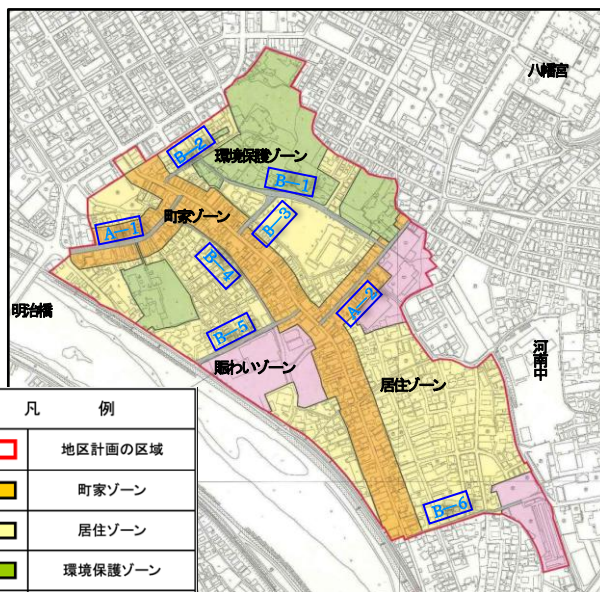 八幡宮
B－2
環境保護ゾーン
B－1
町家ゾーン
B－3
A－1
B－4
明治橋
A－2
B－5
河南中
賑わいゾーン
居住ゾーン
B－6
凡　例
地区計画の区域
町家ゾーン
居住ゾーン
環境保護ゾーン